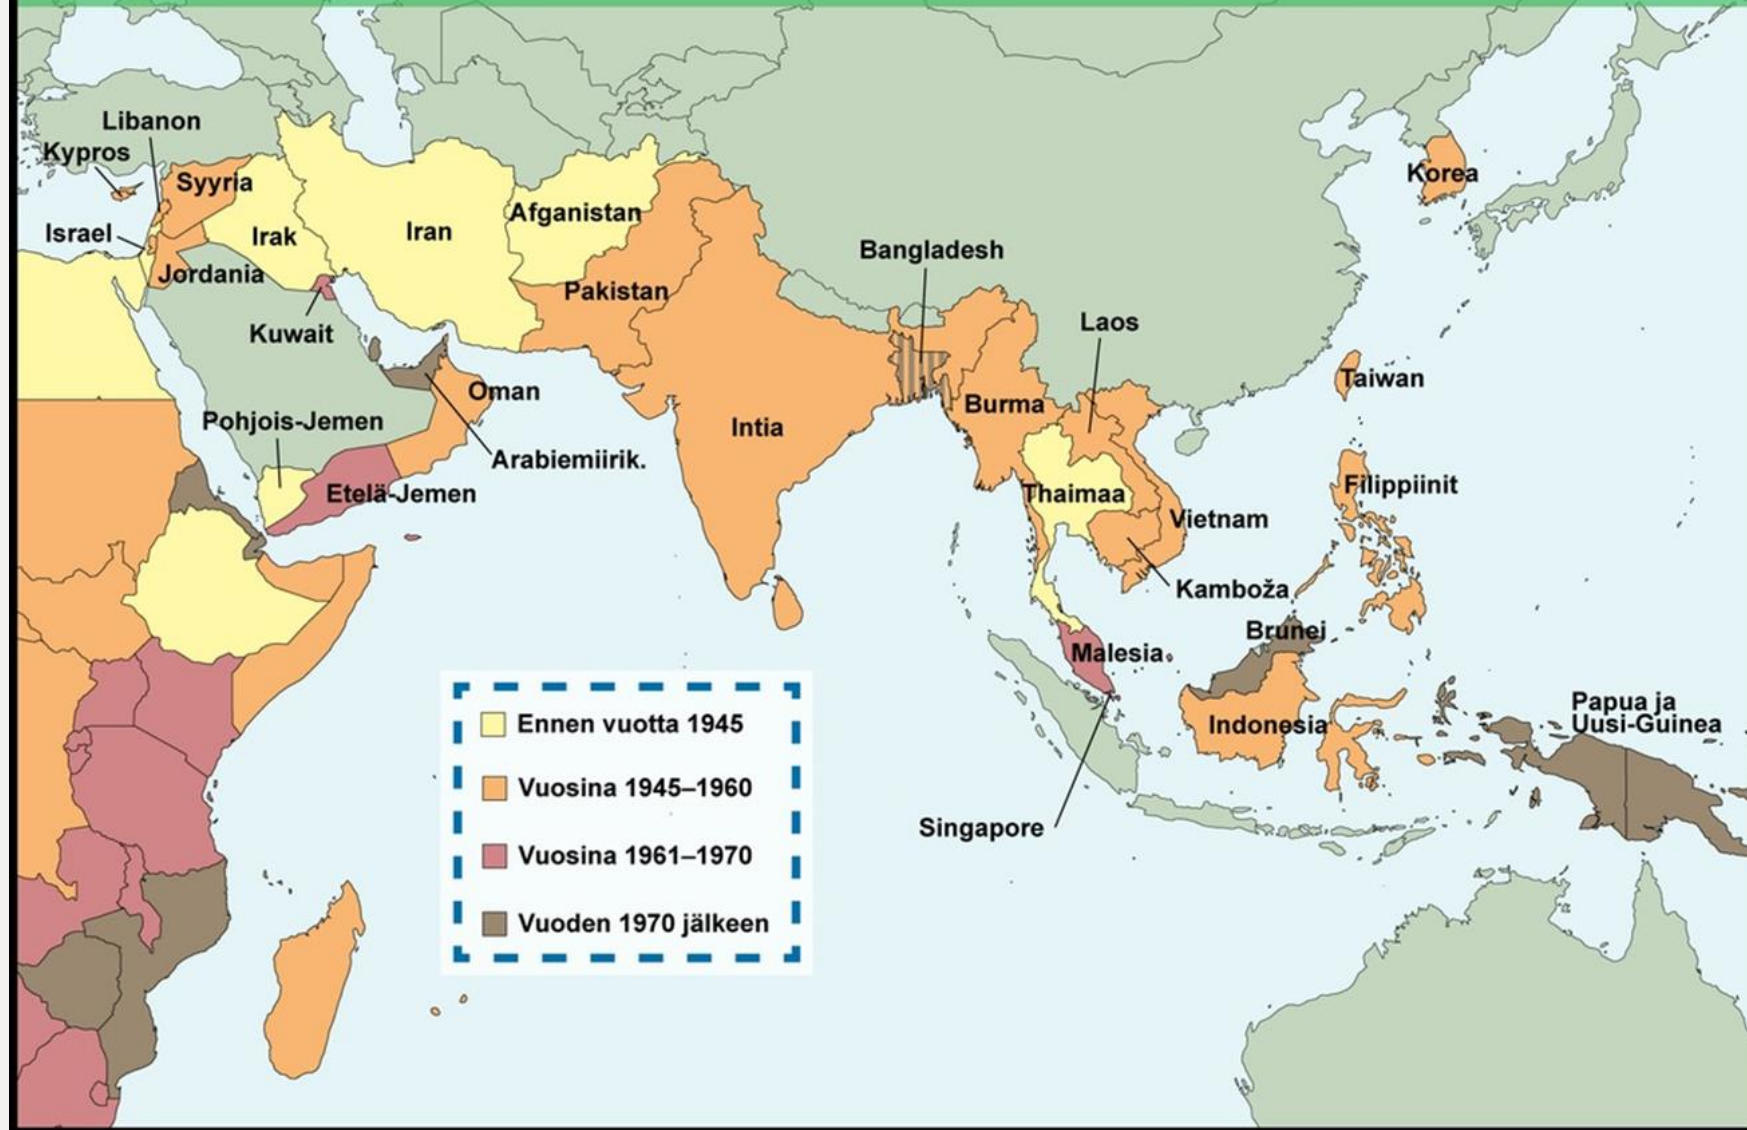 Libanon
Kypros
Syyria
Israel
Irak
Iran
Afganistan
Jordania
Pakistan
Kuwait
Korea
Bangladesh
Laos
Oman
Taiwan
Pohjois-Jemen
Intia
Burma
Arabiemiirik.
Etelä-Jemen
Thaimaa
Filippiinit
Vietnam
Kamboža
Brunei
Malesia
Indonesia
Papua ja
Uusi-Guinea
Singapore
Ennen vuotta 1945
Vuosina 1945–1960
Vuosina 1961–1970
Vuoden 1970 jälkeen